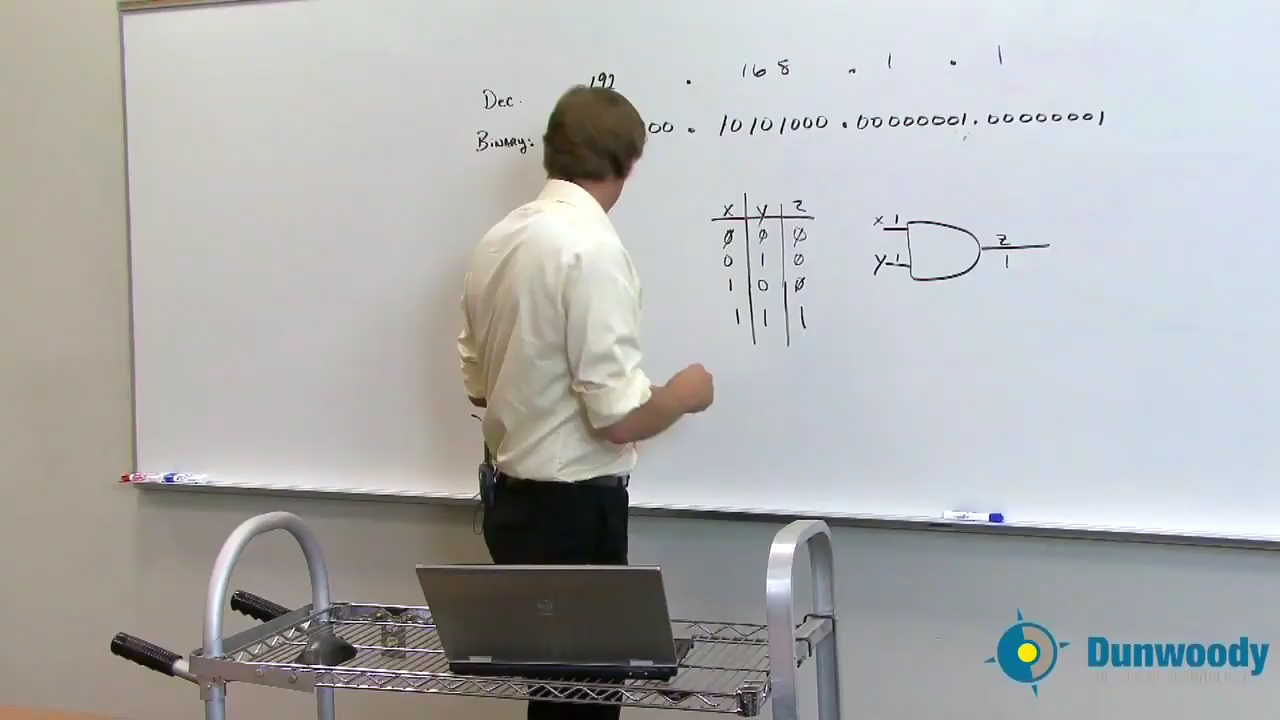 192 . 168 . 1 . 1
Dec.
Binary: 00 . 10101000 . 00000001 . 00000001
x y z
0 0 0
0 1 0
1 0 0
1 1 1
x 1
y 1
z
1
Dunwoody